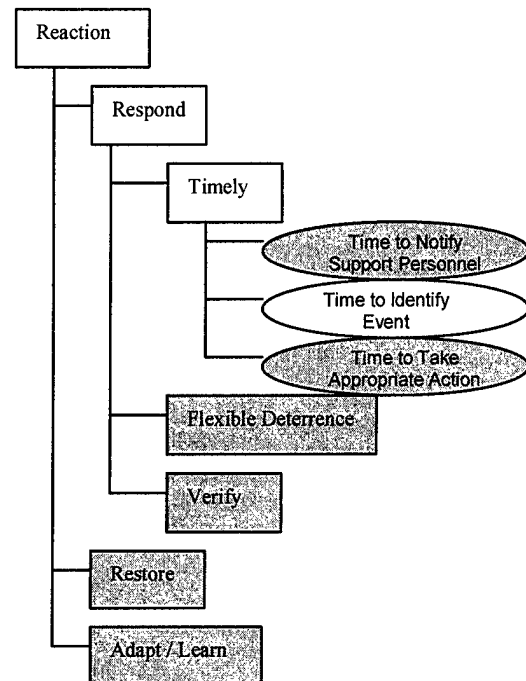 Reaction
Respond
Timely
Time to Notify
Support Personnel
Time to Identify
Event
Time to Take
Appropriate Action
Flexible Deterrence
Verify
Restore
Adapt / Learn